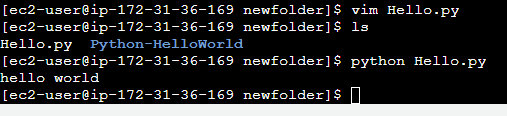 [ec2-user@ip-172-31-36-169 newfolder]$ vim Hello.py
[ec2-user@ip-172-31-36-169 newfolder]$ ls
Hello.py  Python-HelloWorld
[ec2-user@ip-172-31-36-169 newfolder]$ python Hello.py
hello world
[ec2-user@ip-172-31-36-169 newfolder]$